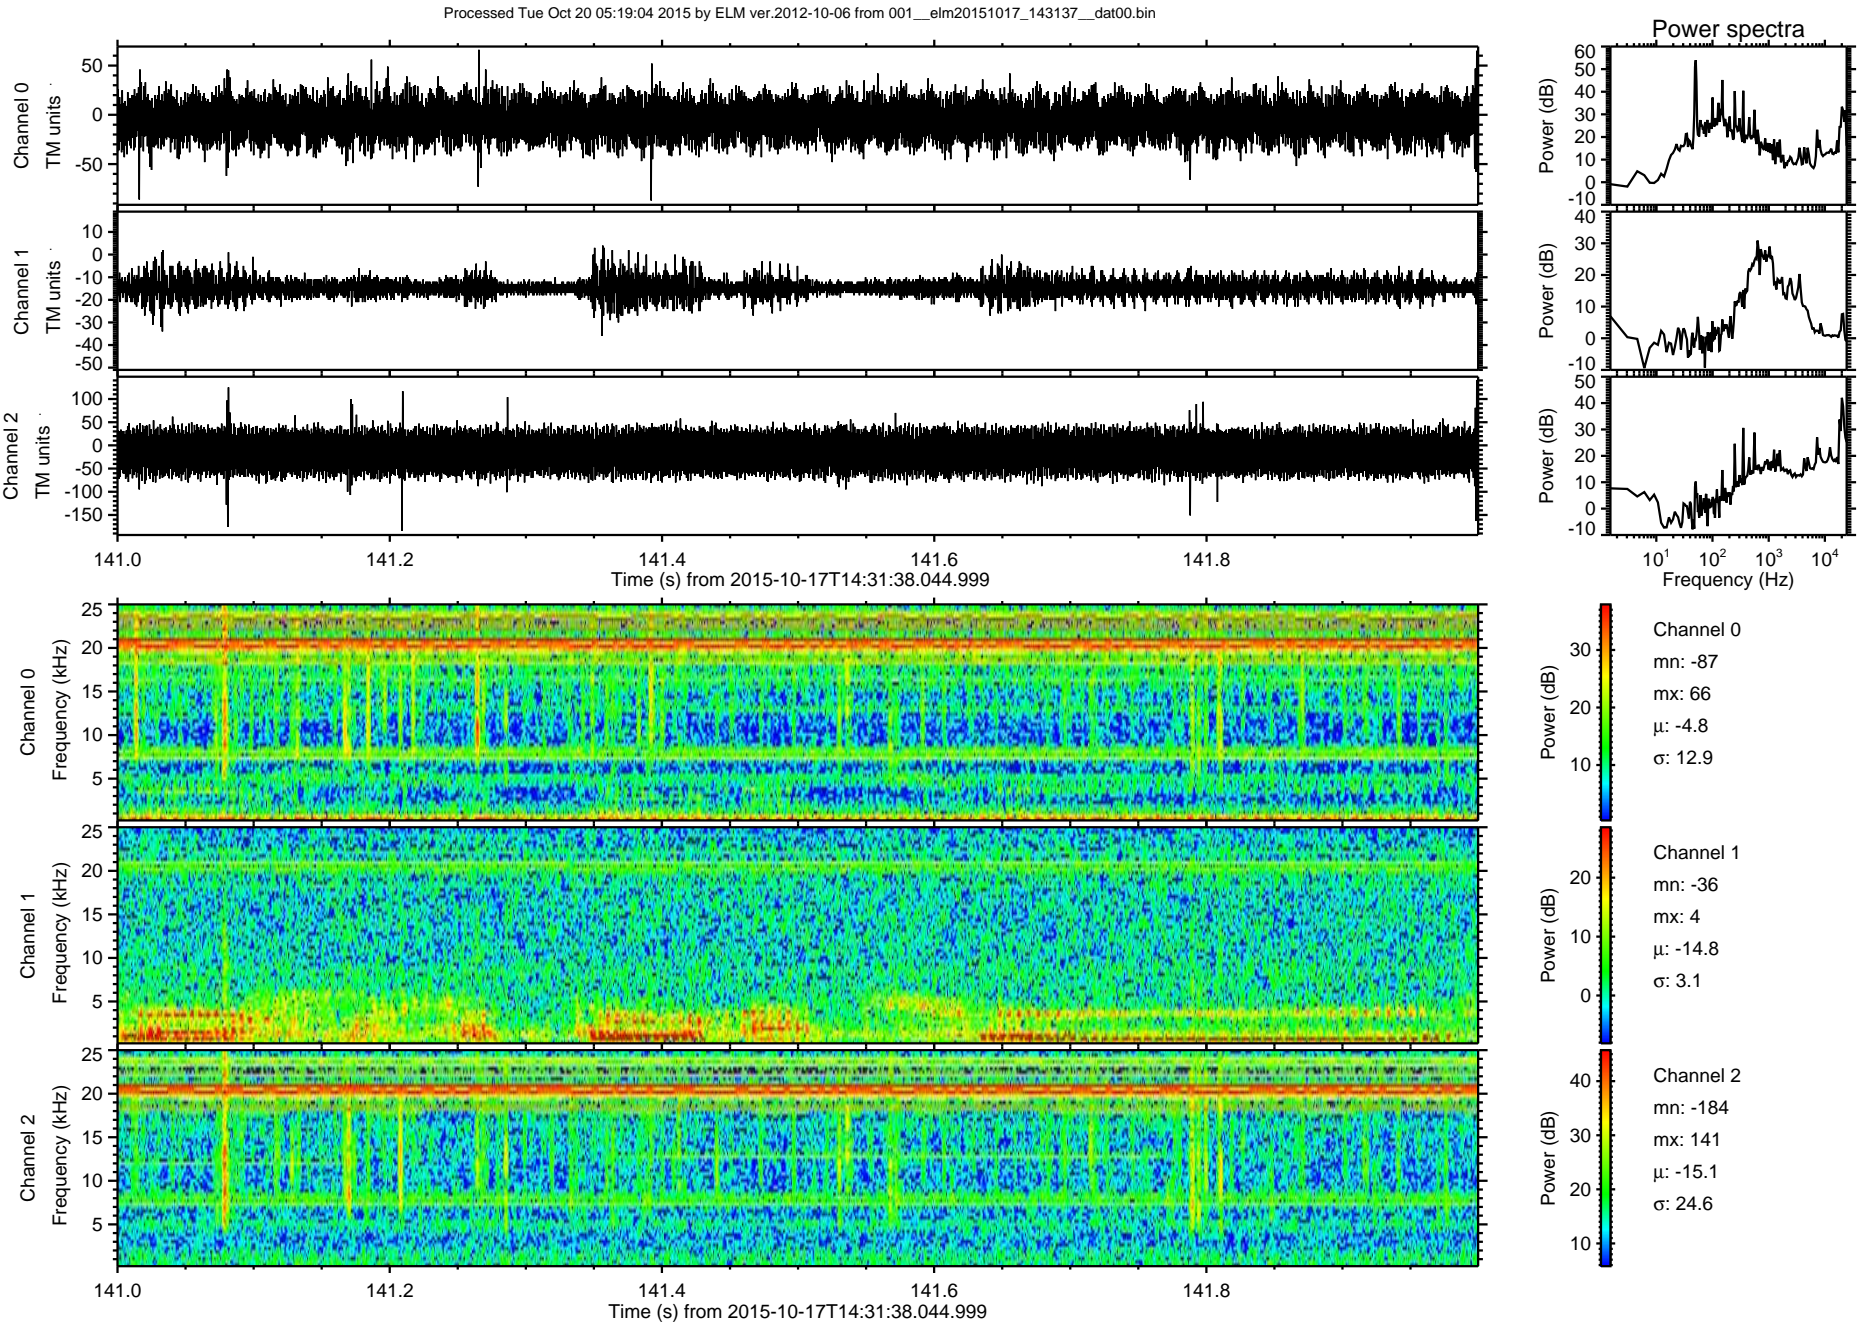 Processed Tue Oct 20 05:19:04 2015 by ELM ver.2012-10-06 from 001__elm20151017_143137__dat00.bin
Power spectra
Channel 0
TM units
50
0
-50
Power (dB)
60
50
40
30
20
10
0
-10
Channel 1
TM units
10
0
-10
-20
-30
-40
-50
Power (dB)
40
30
20
10
0
-10
Channel 2
TM units
100
50
0
-50
-100
-150
Power (dB)
50
40
30
20
10
0
-10
141.0 141.2 141.4 141.6 141.8
Time (s) from 2015-10-17T14:31:38.044.999
10^1 10^2 10^3 10^4
Frequency (Hz)
Channel 0
Frequency (kHz)
25
20
15
10
5
Power (dB)
30
20
10
Channel 0
mn: -87
mx: 66
μ: -4.8
σ: 12.9
Channel 1
Frequency (kHz)
25
20
15
10
5
Power (dB)
20
10
0
Channel 1
mn: -36
mx: 4
μ: -14.8
σ: 3.1
Channel 2
Frequency (kHz)
25
20
15
10
5
Power (dB)
40
30
20
10
Channel 2
mn: -184
mx: 141
μ: -15.1
σ: 24.6
141.0 141.2 141.4 141.6 141.8
Time (s) from 2015-10-17T14:31:38.044.999